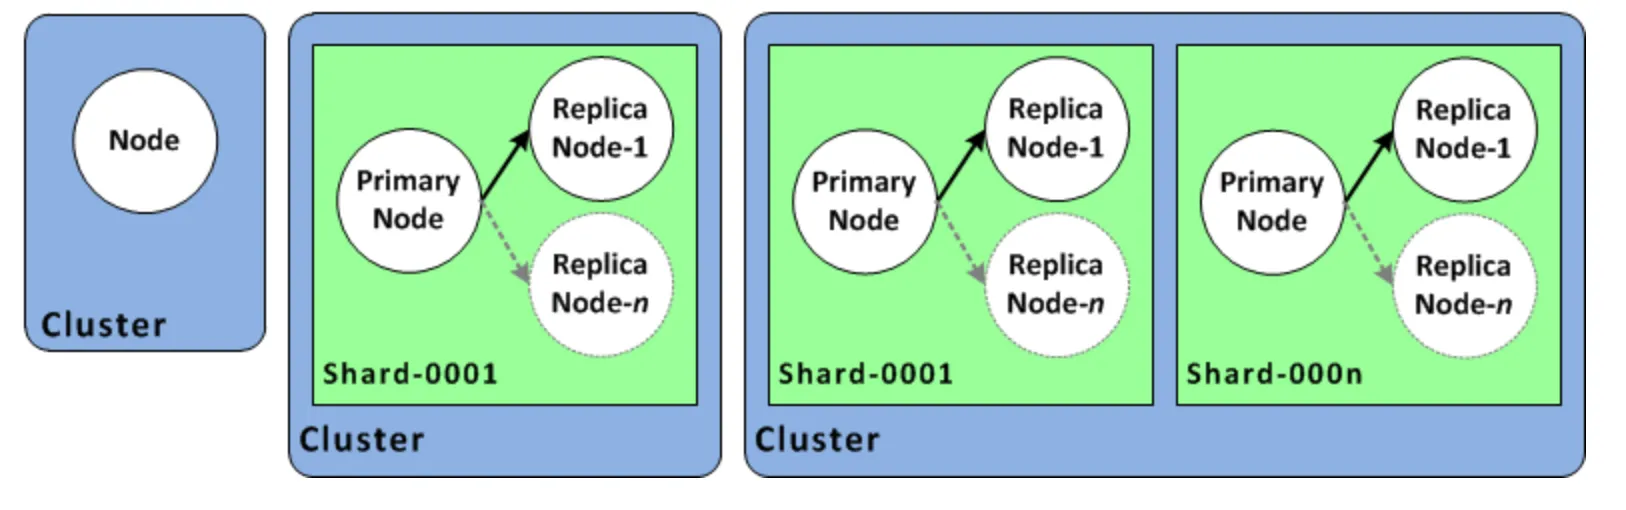 Node
Cluster
Primary
Node
Replica
Node-1
Replica
Node-n
Shard-0001
Cluster
Primary
Node
Replica
Node-1
Replica
Node-n
Shard-0001
Primary
Node
Replica
Node-1
Replica
Node-n
Shard-000n
Cluster